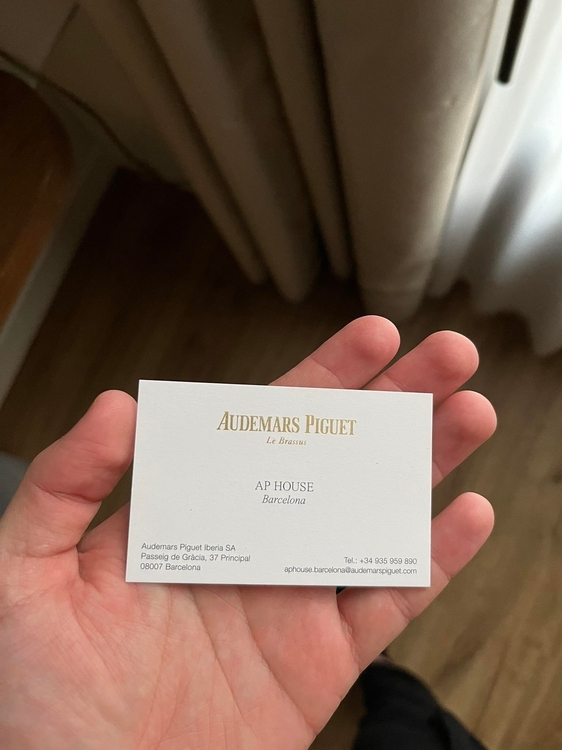 AUDEMARS PIGUET
Le Brassus
AP HOUSE
Barcelona
Audemars Piguet Iberia SA
Passeig de Gràcia, 37 Principal
08007 Barcelona
Tel.: +34 935 959 890
aphouse.barcelona@audemarspiguet.com